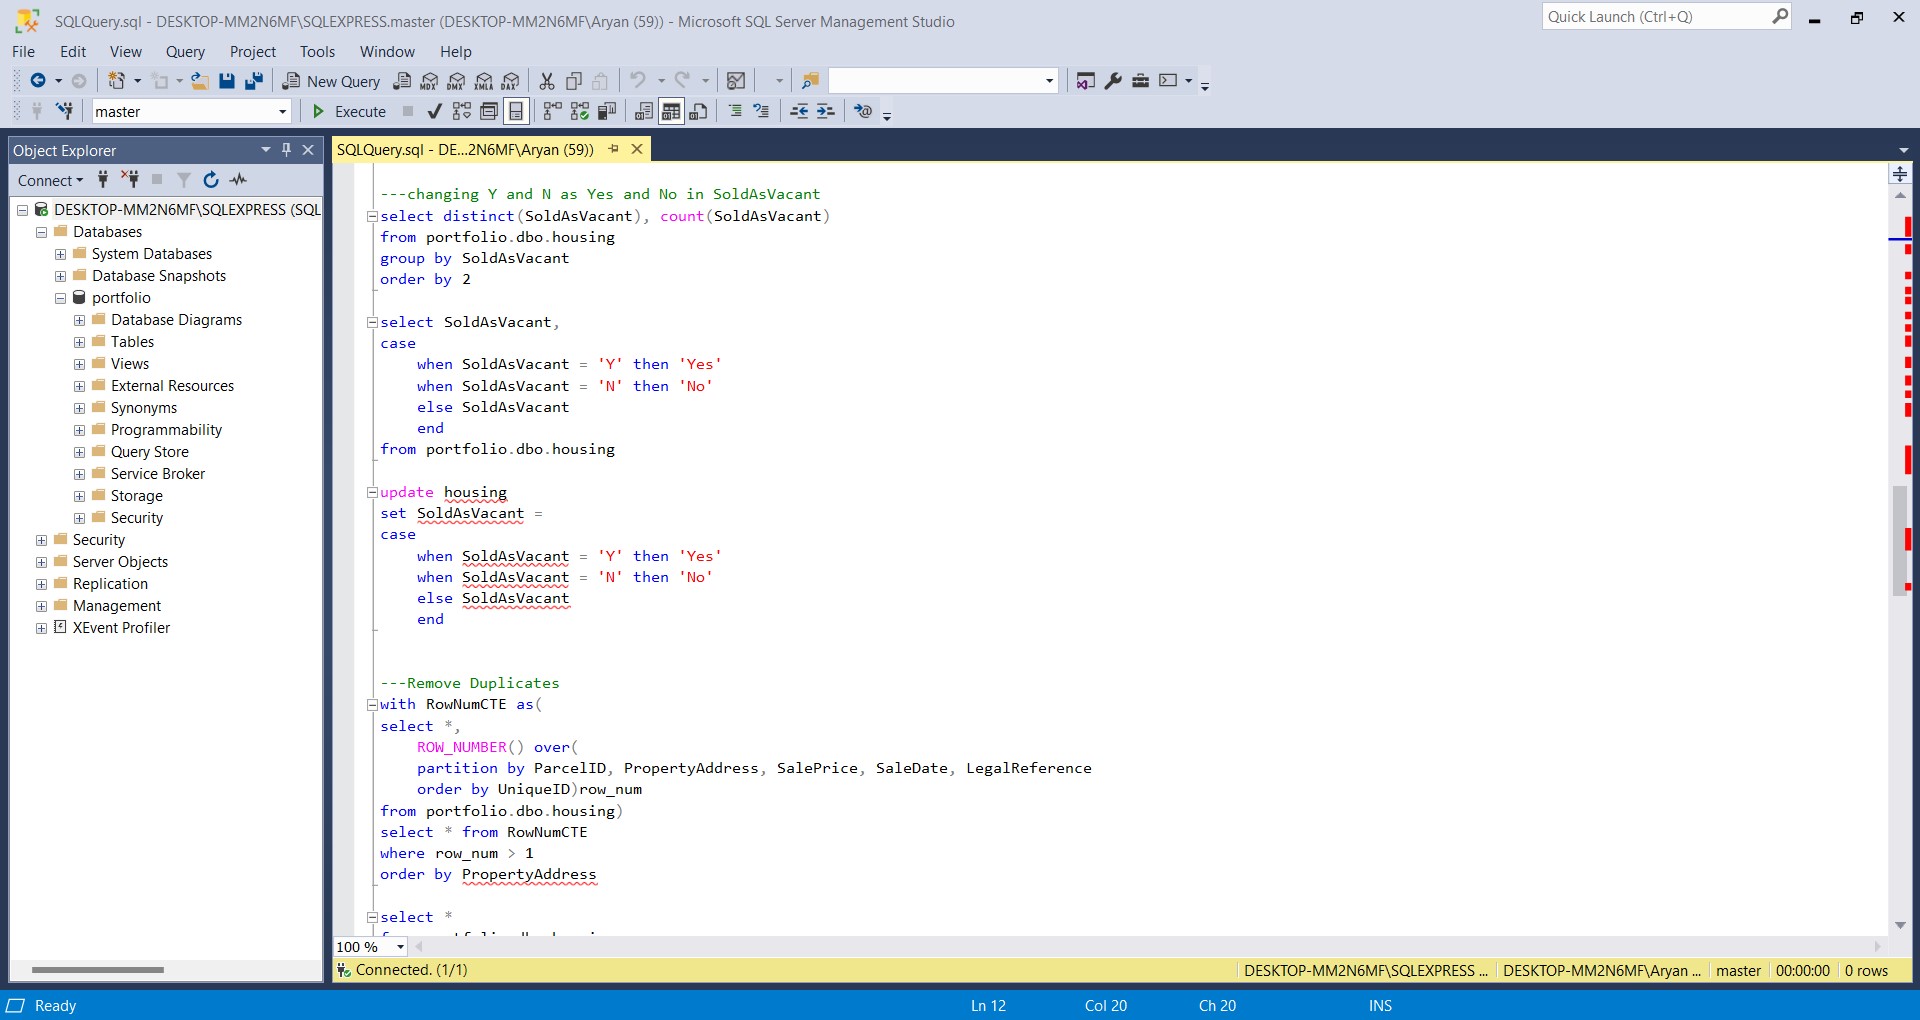 SQLQuery.sql - DESKTOP-MM2N6MF\SQLEXPRESS.master (DESKTOP-MM2N6MF\Aryan (59)) - Microsoft SQL Server Management Studio
Quick Launch (Ctrl+Q)
File Edit View Query Project Tools Window Help
New Query MDX DMX XMLA DAX
master Execute
Object Explorer
Connect
DESKTOP-MM2N6MF\SQLEXPRESS (SQL
Databases
System Databases
Database Snapshots
portfolio
Database Diagrams
Tables
Views
External Resources
Synonyms
Programmability
Query Store
Service Broker
Storage
Security
Security
Server Objects
Replication
Management
XEvent Profiler
SQLQuery.sql - DE...2N6MF\Aryan (59))
---changing Y and N as Yes and No in SoldAsVacant
select distinct(SoldAsVacant), count(SoldAsVacant)
from portfolio.dbo.housing
group by SoldAsVacant
order by 2
select SoldAsVacant,
case
when SoldAsVacant = 'Y' then 'Yes'
when SoldAsVacant = 'N' then 'No'
else SoldAsVacant
end
from portfolio.dbo.housing
update housing
set SoldAsVacant =
case
when SoldAsVacant = 'Y' then 'Yes'
when SoldAsVacant = 'N' then 'No'
else SoldAsVacant
end
---Remove Duplicates
with RowNumCTE as(
select *,
ROW_NUMBER() over(
partition by ParcelID, PropertyAddress, SalePrice, SaleDate, LegalReference
order by UniqueID)row_num
from portfolio.dbo.housing)
select * from RowNumCTE
where row_num > 1
order by PropertyAddress
select *
100 %
Connected. (1/1)
DESKTOP-MM2N6MF\SQLEXPRESS ... DESKTOP-MM2N6MF\Aryan ... master 00:00:00 0 rows
Ready Ln 12 Col 20 Ch 20 INS